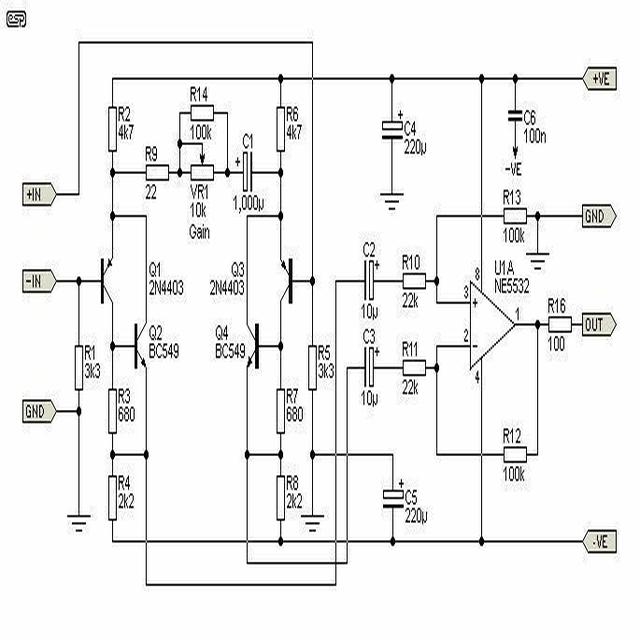 esp
+VE
R14
100k
R2
4k7
R6
4k7
C1
+
C4
220µ
+
C6
100n
-VE
R9
22
VR1
10k
Gain
1,000µ
+IN
R13
100k
GND
C2
+
10µ
R10
22k
U1A
NE5532
8
3
+
1
2
-
4
Q1
2N4403
Q3
2N4403
-IN
R16
100
OUT
Q2
BC549
Q4
BC549
C3
+
10µ
R11
22k
R1
3k3
R5
3k3
R3
680
R7
680
GND
R12
100k
R4
2k2
R8
2k2
+
C5
220µ
-VE